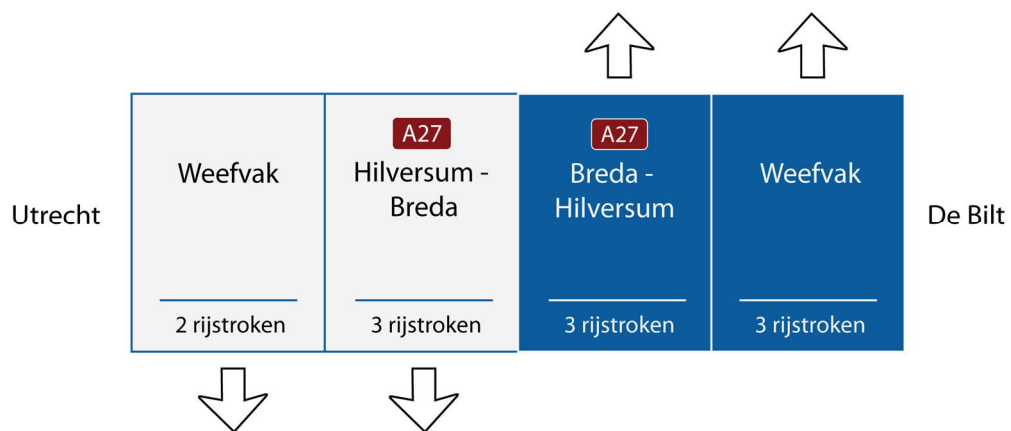 Utrecht
Weefvak
2 rijstroken
A27
Hilversum -
Breda
3 rijstroken
A27
Breda -
Hilversum
3 rijstroken
Weefvak
3 rijstroken
De Bilt